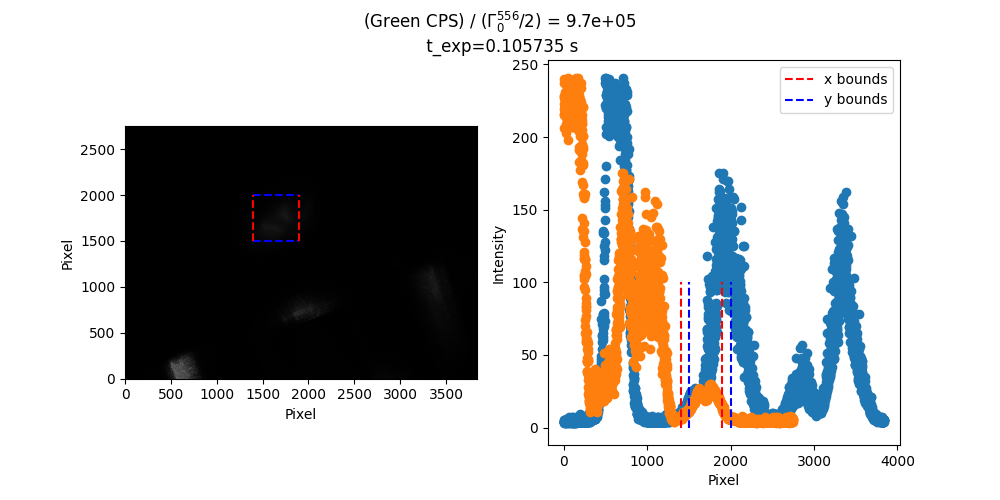 (Green CPS) / (Γ₀⁵⁵⁶/2) = 9.7e+05
t_exp=0.105735 s
Pixel
2500
2000
1500
1000
500
0
0 500 1000 1500 2000 2500 3000 3500
Pixel
Intensity
250
200
150
100
50
0
0 1000 2000 3000 4000
Pixel
x bounds
y bounds